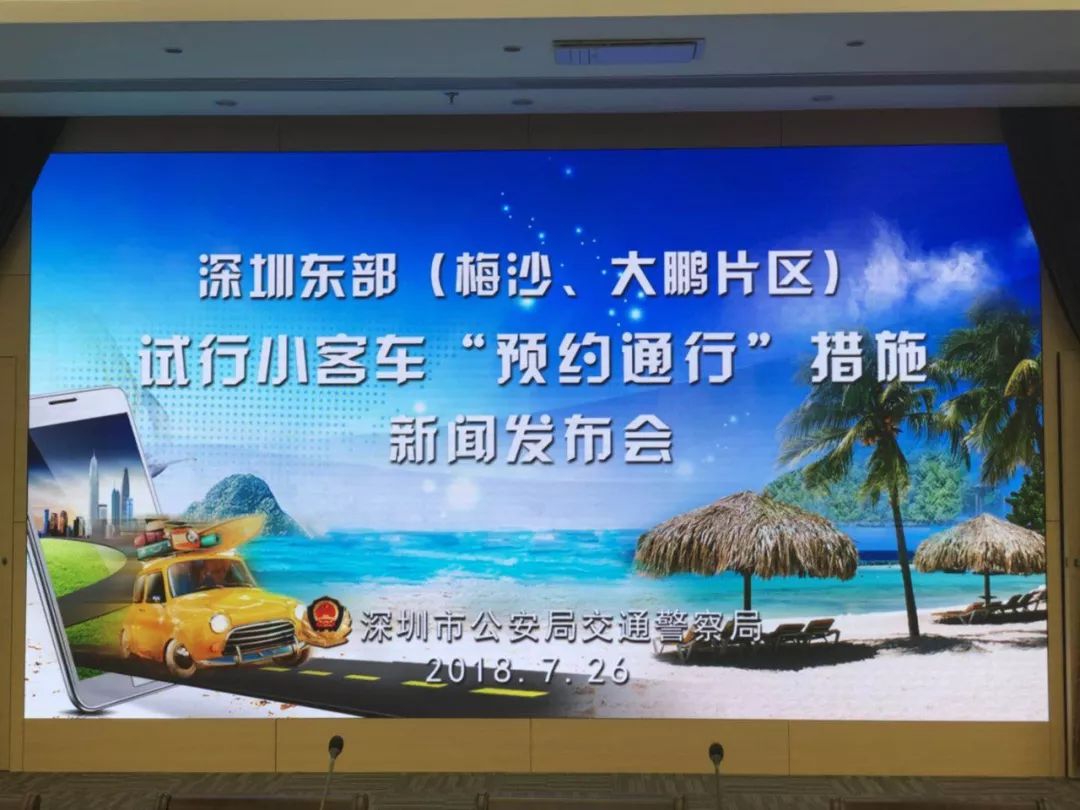 深圳东部（梅沙、大鹏片区）
试行小客车“预约通行”措施
新闻发布会
深圳市公安局交通警察局
2018.7.26